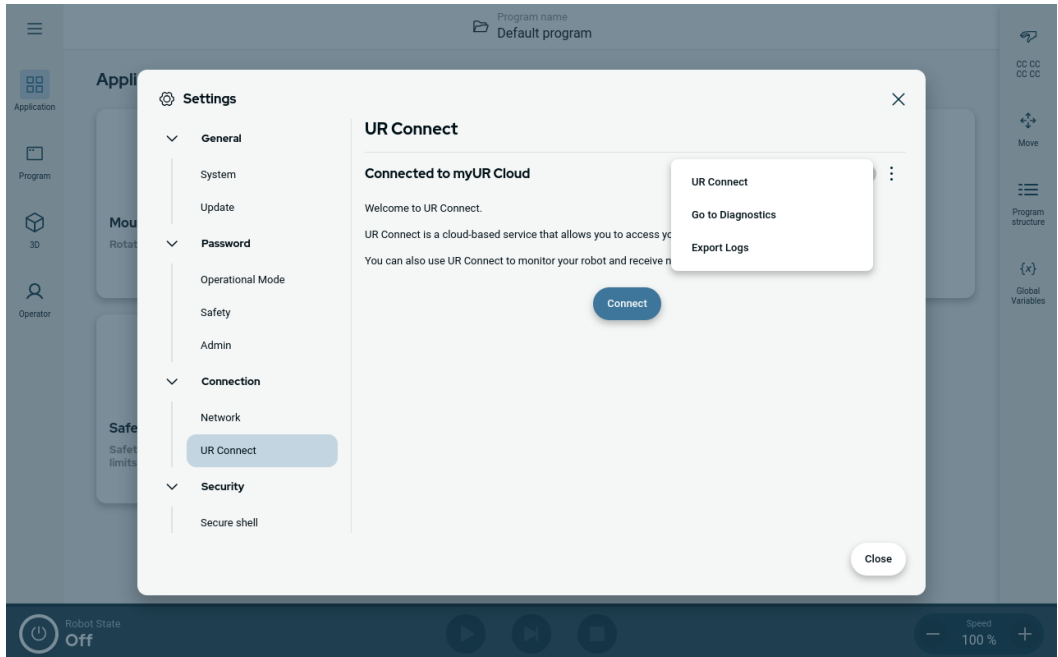 Program name
Default program
Application
Program
3D
Operator
Appli
Mou
Rotat
Safe
Safet
limits
Settings
General
System
Update
Password
Operational Mode
Safety
Admin
Connection
Network
UR Connect
Security
Secure shell
UR Connect
Connected to myUR Cloud
Welcome to UR Connect.
UR Connect is a cloud-based service that allows you to access yo
You can also use UR Connect to monitor your robot and receive n
UR Connect
Go to Diagnostics
Export Logs
Connect
Close
CC CC
CC CC
Move
Program
structure
{x}
Global
Variables
Robot State
Off
Speed
100 %